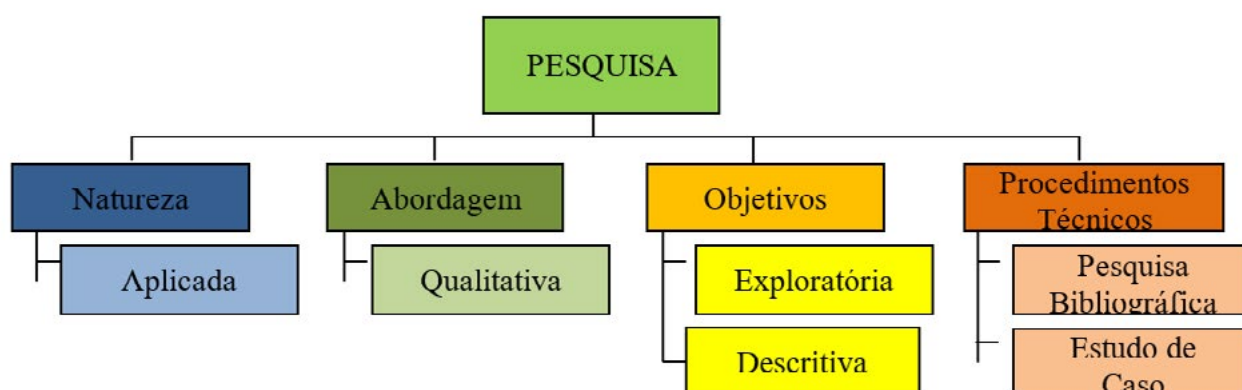 PESQUISA
Natureza
Abordagem
Objetivos
Procedimentos
Técnicos
Aplicada
Qualitativa
Exploratória
Pesquisa
Bibliográfica
Descritiva
Estudo de
Caso